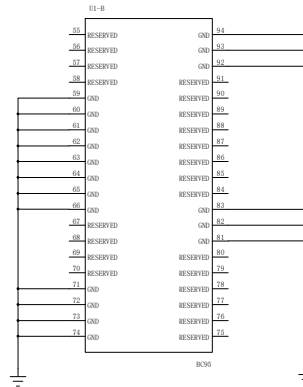 U1-B
55 RESERVED GND 94
56 RESERVED GND 93
57 RESERVED GND 92
58 RESERVED RESERVED 91
59 GND RESERVED 90
60 GND RESERVED 89
61 GND RESERVED 88
62 GND RESERVED 87
63 GND RESERVED 86
64 GND RESERVED 85
65 GND RESERVED 84
66 GND GND 83
67 RESERVED GND 82
68 RESERVED GND 81
69 RESERVED RESERVED 80
70 RESERVED RESERVED 79
71 GND RESERVED 78
72 GND RESERVED 77
73 GND RESERVED 76
74 GND RESERVED 75
BC95